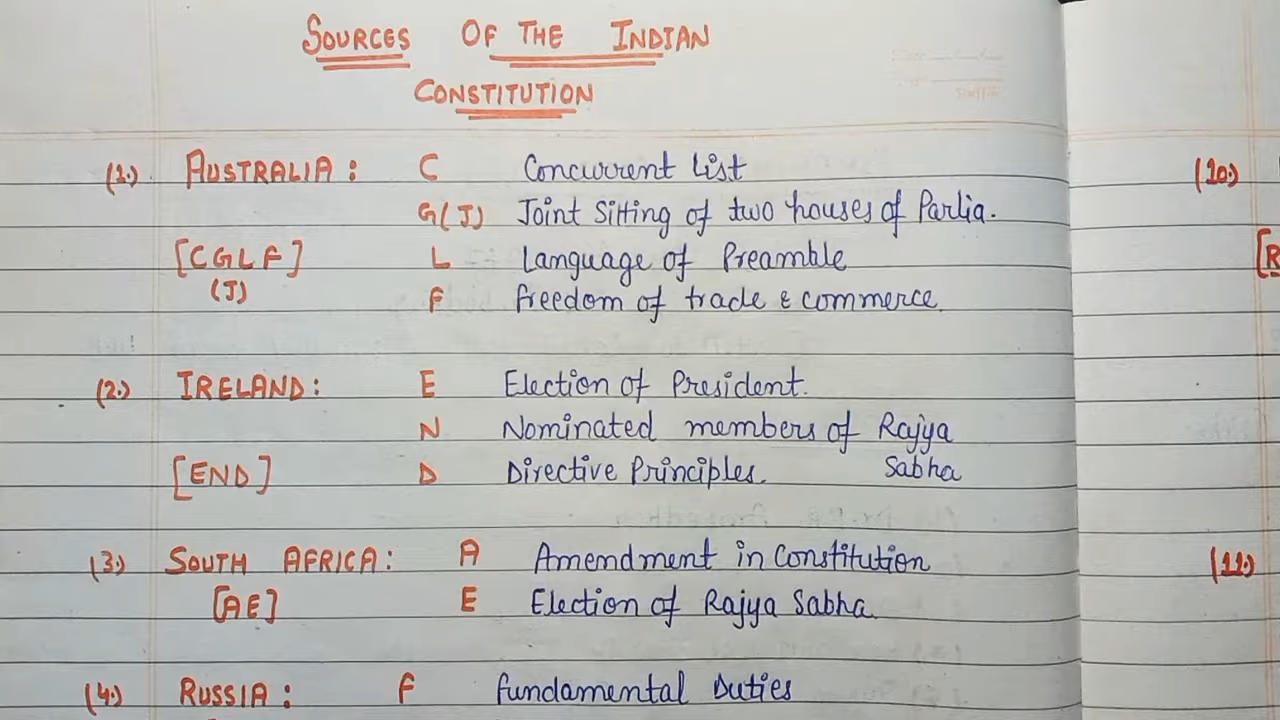 SOURCES OF THE INDIAN
CONSTITUTION
(1.) AUSTRALIA : C Concurrent List
G(J) Joint Sitting of two houses of Parlia.
[CGLF] L Language of Preamble
(J) F freedom of trade & commerce.
(2.) IRELAND : E Election of President.
N Nominated members of Rajya
[END] D Directive Principles. Sabha
(3.) SOUTH AFRICA : A Amendment in Constitution
[AE] E Election of Rajya Sabha
(4.) RUSSIA : F fundamental Duties
(10.)
[R
(11.)